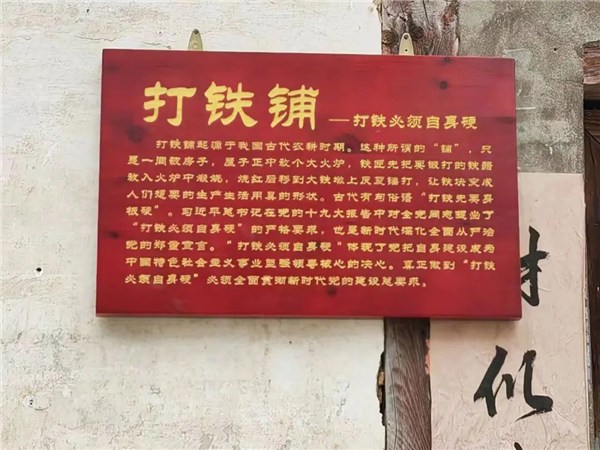 打铁铺
——打铁必须自身硬
打铁铺起源于我国古代农耕时期。这种所谓的“铺”,只
是一间破房子,屋子正中放个大火炉,铁匠先把要锻打的铁器
放入火炉中煅烧,烧红后移到大铁墩上反复锤打,让铁块变成
人们想要的生产生活用具的形状。古代有句俗语“打铁先要身
板硬”。习近平总书记在党的十九大报告中对全党同志提出了
“打铁必须自身硬”的严格要求,也是新时代深化全面从严治
党的郑重宣言。“打铁必须自身硬”体现了党把自身建设成为
中国特色社会主义事业坚强领导核心的决心。真正做到“打铁
必须自身硬”必须全面贯彻新时代党的建设总要求。
似